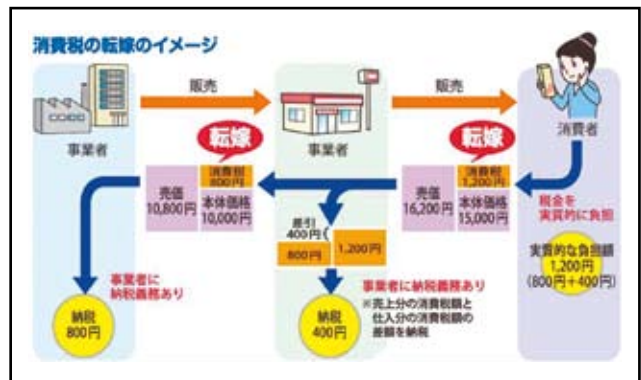 消費税の転嫁のイメージ
販売
販売
事業者
事業者
消費者
転嫁
転嫁
売価
10,800円
消費税
800円
本体価格
10,000円
売価
16,200円
消費税
1,200円
本体価格
15,000円
税金を
実質的に負担
差引
400円
800円
1,200円
実質的な負担額
1,200円
(800円+400円)
事業者に
納税義務あり
納税
800円
事業者に納税義務あり
納税
400円
※売上分の消費税額と
仕入分の消費税額の
差額を納税